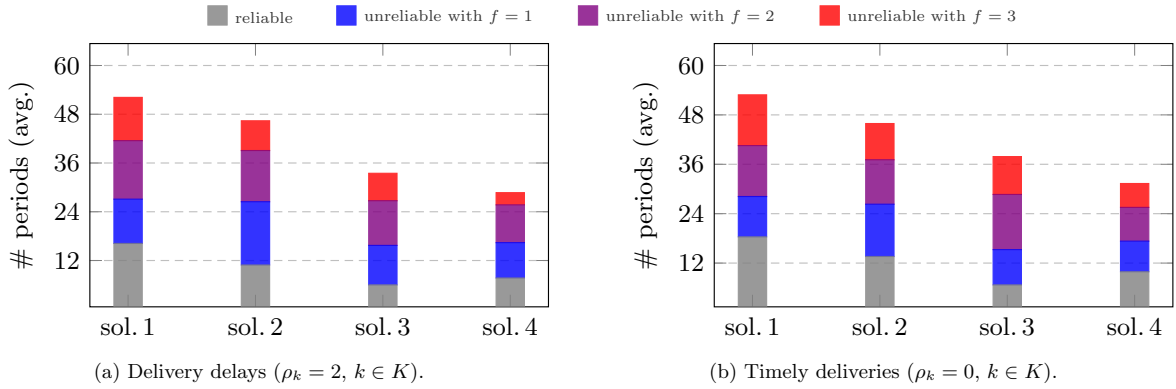 reliable unreliable with f = 1 unreliable with f = 2 unreliable with f = 3
# periods (avg.)
60
48
36
24
12
sol. 1 sol. 2 sol. 3 sol. 4
(a) Delivery delays (ρₖ = 2, k ∈ K).
# periods (avg.)
60
48
36
24
12
sol. 1 sol. 2 sol. 3 sol. 4
(b) Timely deliveries (ρₖ = 0, k ∈ K).